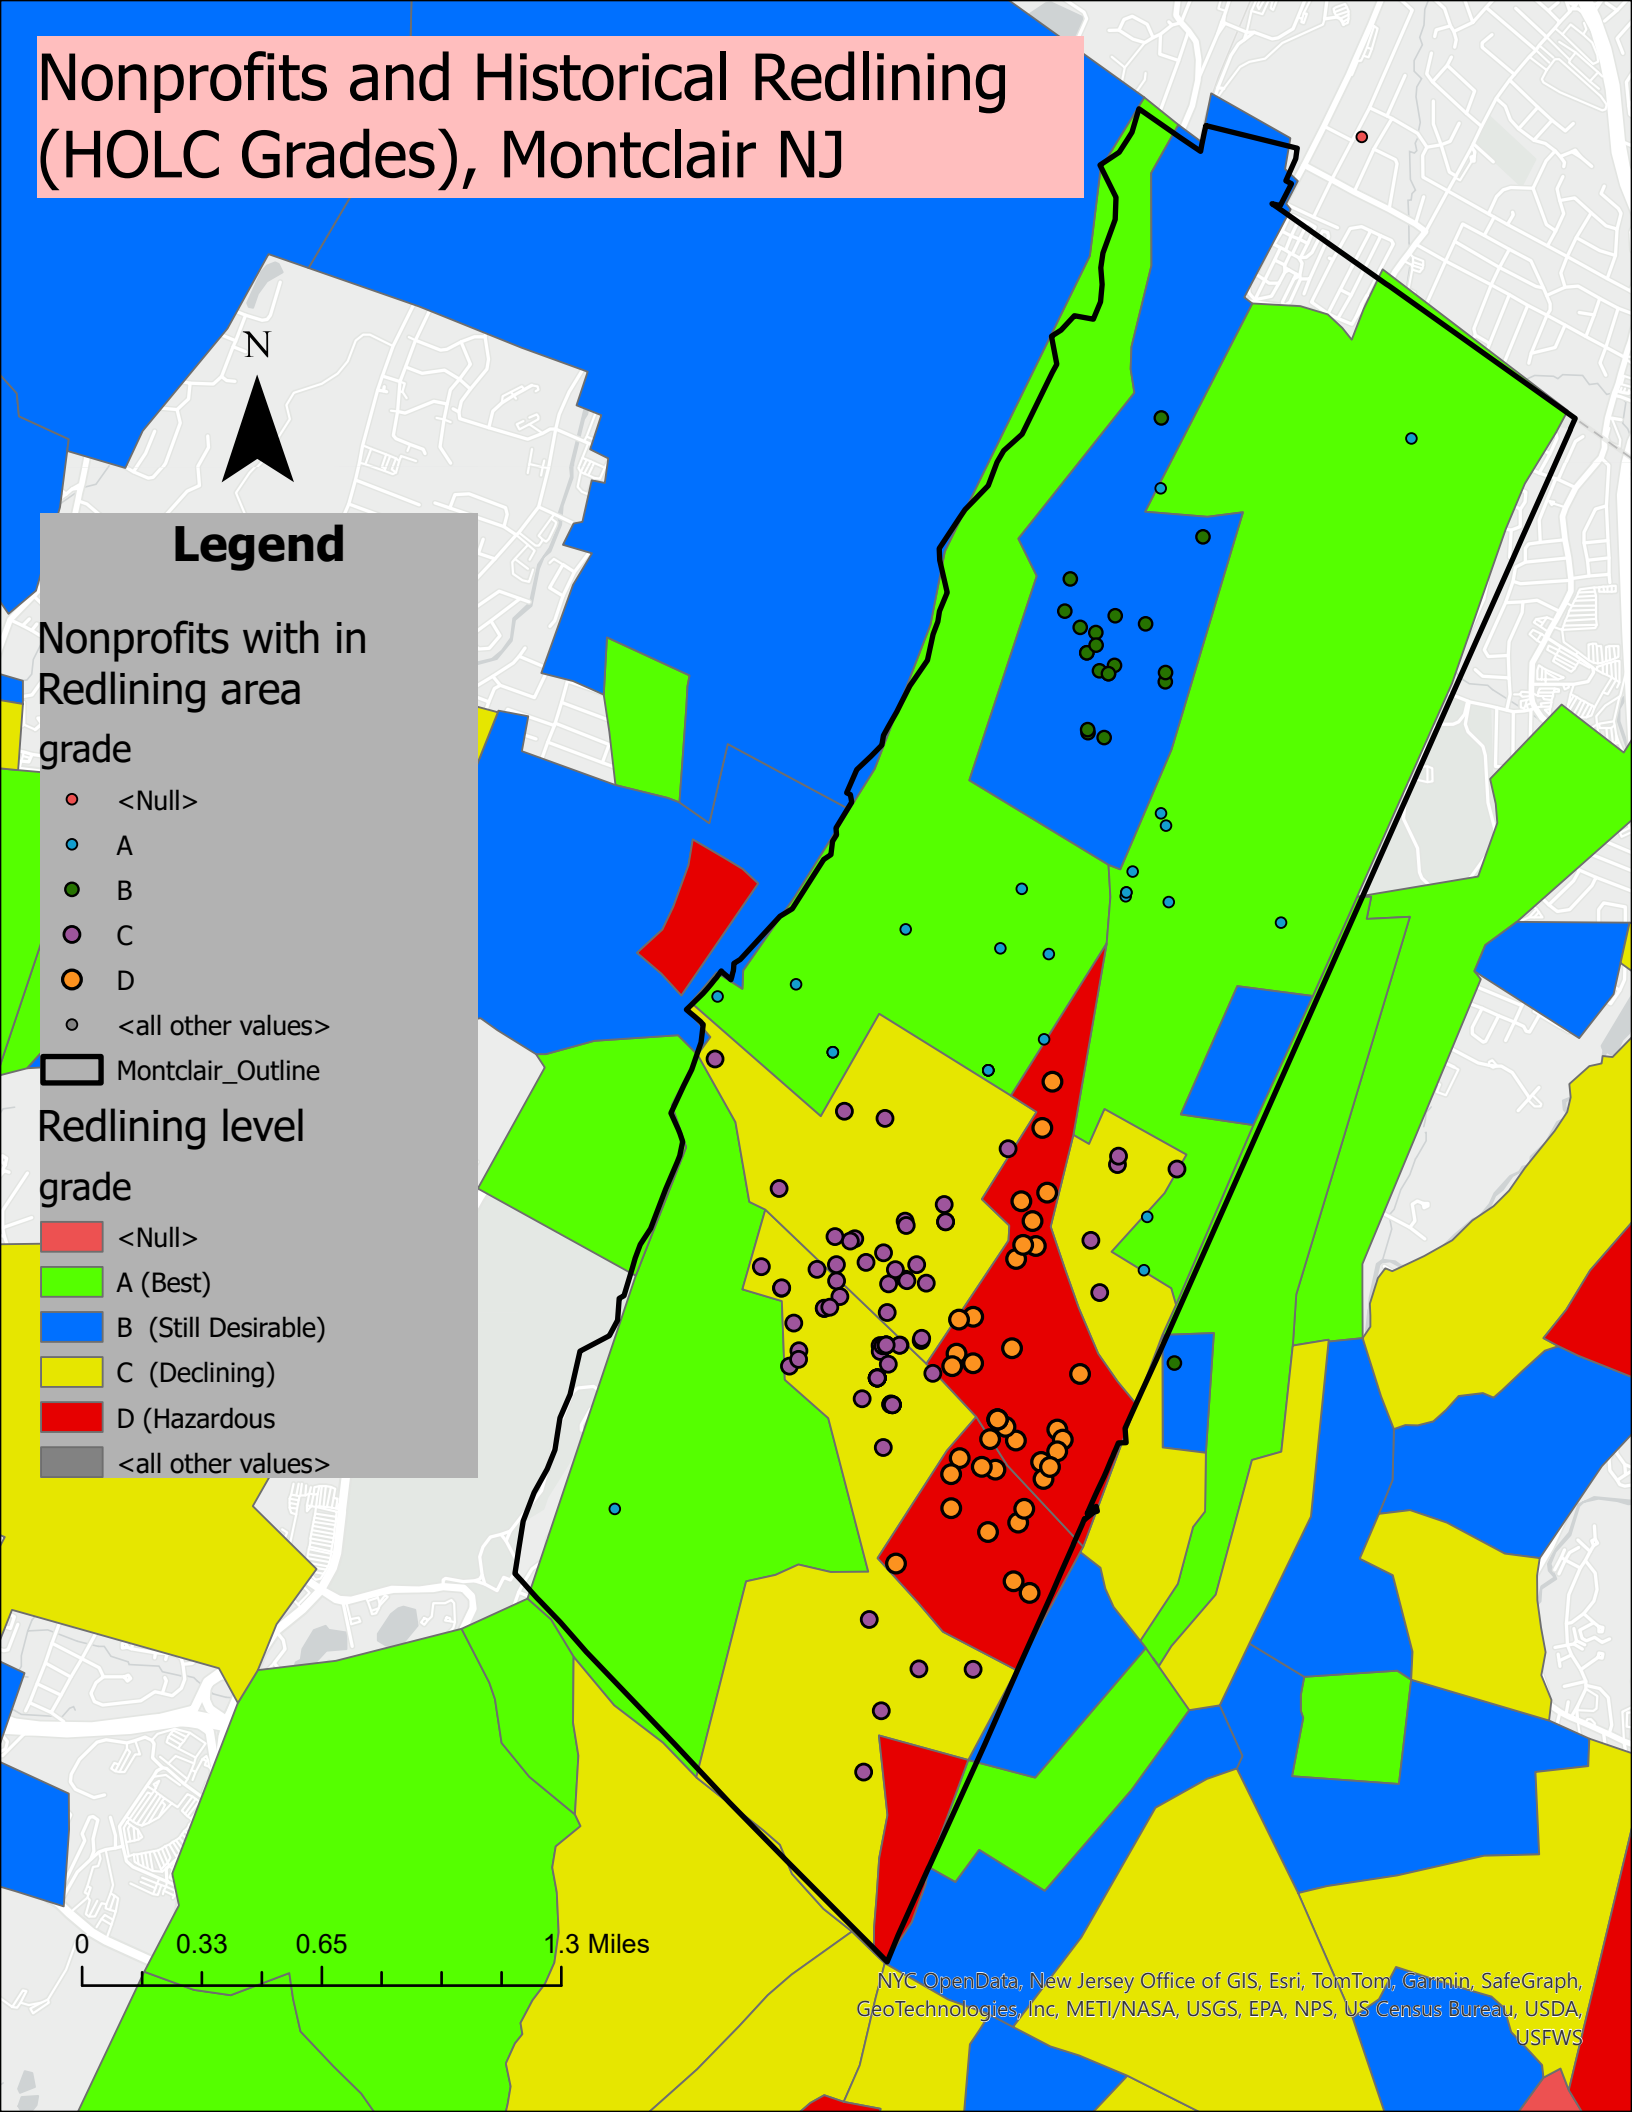 Nonprofits and Historical Redlining
(HOLC Grades), Montclair NJ
N
Legend
Nonprofits with in
Redlining area
grade
<Null>
A
B
C
D
<all other values>
Montclair_Outline
Redlining level
grade
<Null>
A (Best)
B (Still Desirable)
C (Declining)
D (Hazardous
<all other values>
0 0.33 0.65 1.3 Miles
NYC OpenData, New Jersey Office of GIS, Esri, TomTom, Garmin, SafeGraph,
GeoTechnologies, Inc, METI/NASA, USGS, EPA, NPS, US Census Bureau, USDA,
USFWS